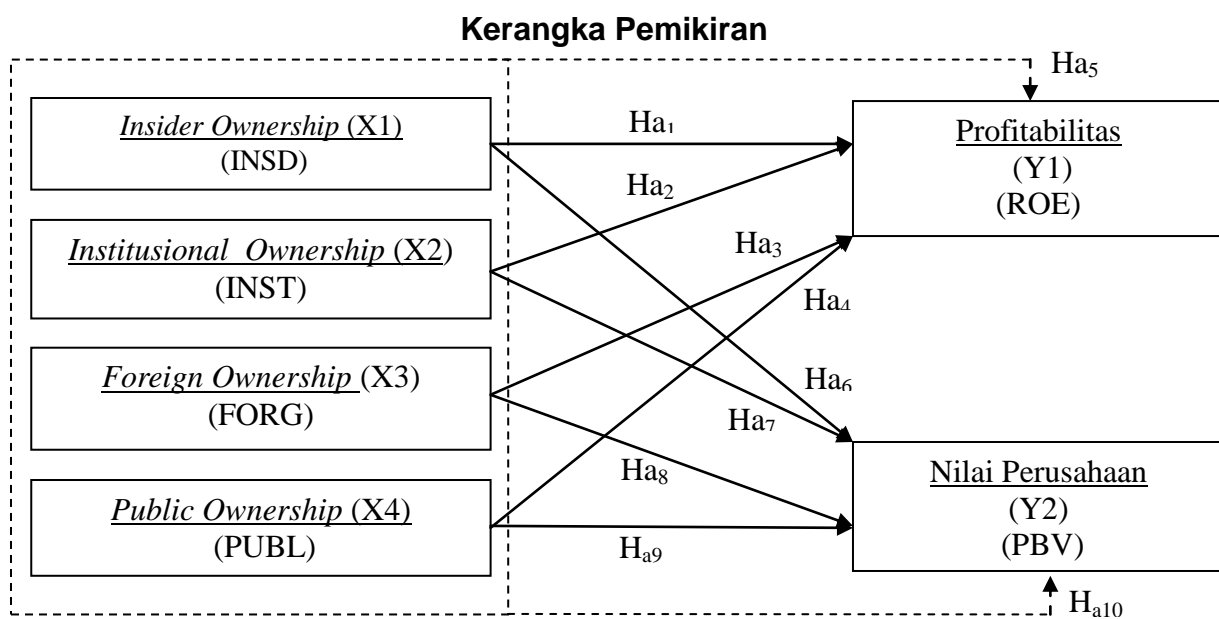 Kerangka Pemikiran
Ha5
Insider Ownership (X1)
(INSD)
Ha1
Profitabilitas
(Y1)
(ROE)
Ha2
Institusional Ownership (X2)
(INST)
Ha3
Ha4
Foreign Ownership (X3)
(FORG)
Ha6
Ha7
Nilai Perusahaan
(Y2)
(PBV)
Ha8
Public Ownership (X4)
(PUBL)
Ha9
Ha10